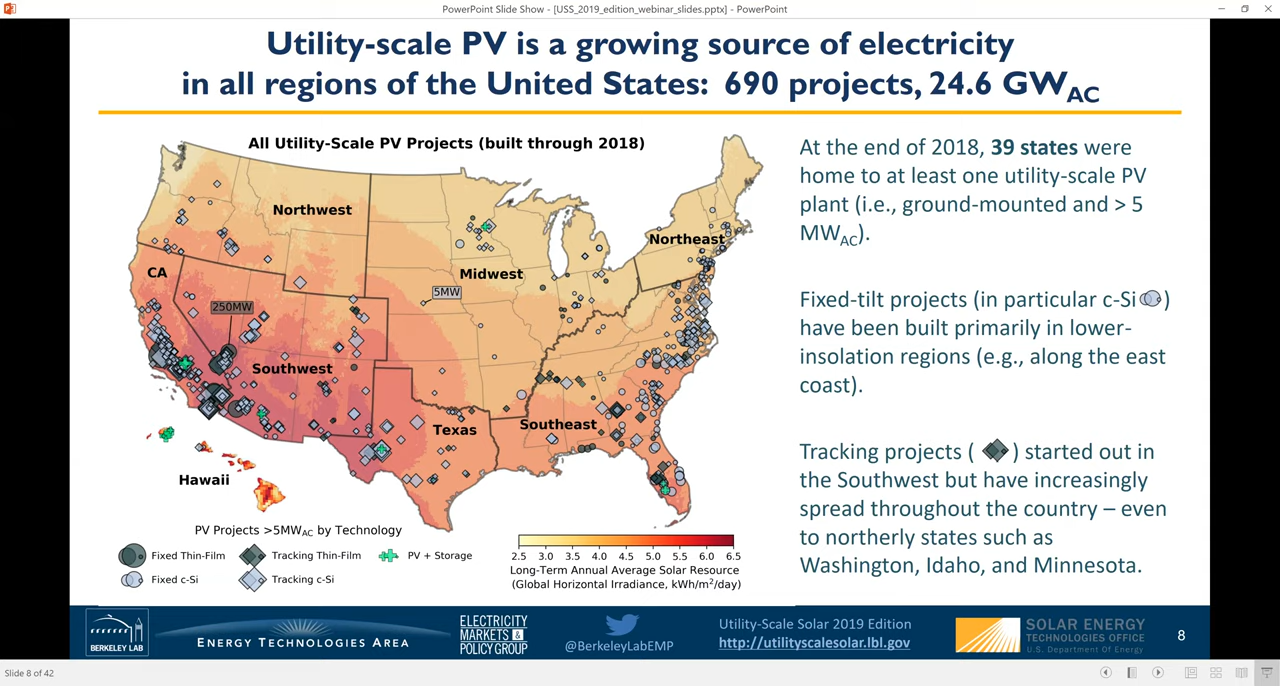 PowerPoint Slide Show - [USS_2019_edition_webinar_slides.pptx] - PowerPoint
Utility-scale PV is a growing source of electricity
in all regions of the United States: 690 projects, 24.6 GWAC
All Utility-Scale PV Projects (built through 2018)
Northwest
Northeast
Midwest
CA
5MW
250MW
Southwest
Texas
Southeast
Hawaii
PV Projects >5MWAC by Technology
Fixed Thin-Film
Tracking Thin-Film
PV + Storage
Fixed c-Si
Tracking c-Si
2.5 3.0 3.5 4.0 4.5 5.0 5.5 6.0 6.5
Long-Term Annual Average Solar Resource
(Global Horizontal Irradiance, kWh/m²/day)
At the end of 2018, 39 states were
home to at least one utility-scale PV
plant (i.e., ground-mounted and > 5
MWAC).
Fixed-tilt projects (in particular c-Si )
have been built primarily in lower-
insolation regions (e.g., along the east
coast).
Tracking projects ( ) started out in
the Southwest but have increasingly
spread throughout the country – even
to northerly states such as
Washington, Idaho, and Minnesota.
BERKELEY LAB
ENERGY TECHNOLOGIES AREA
ELECTRICITY
MARKETS &
POLICY GROUP
@BerkeleyLabEMP
Utility-Scale Solar 2019 Edition
http://utilityscalesolar.lbl.gov
SOLAR ENERGY
TECHNOLOGIES OFFICE
U.S. Department Of Energy
8
Slide 8 of 42